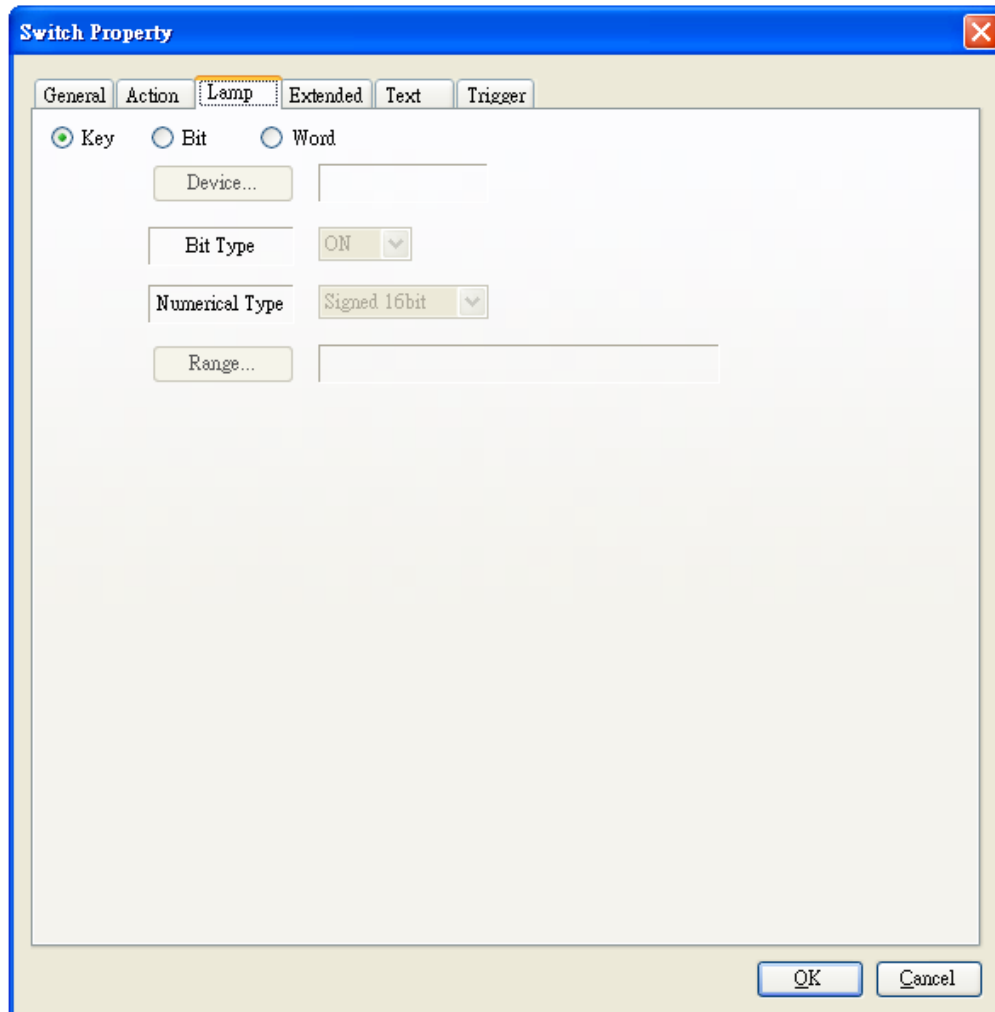 Switch Property
General Action Lamp Extended Text Trigger
Key Bit Word
Device...
Bit Type ON
Numerical Type Signed 16bit
Range...
OK Cancel